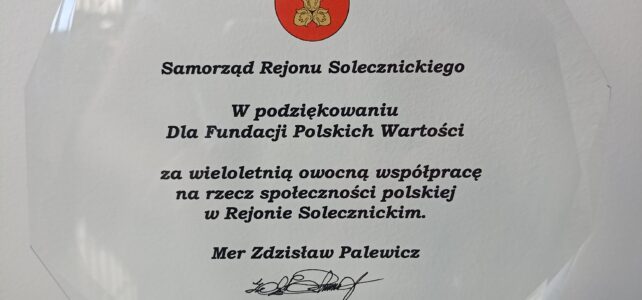 Samorząd Rejonu Solecznickiego
W podziękowaniu
Dla Fundacji Polskich Wartości
za wieloletnią owocną współpracę
na rzecz społeczności polskiej
w Rejonie Solecznickim.
Mer Zdzisław Palewicz